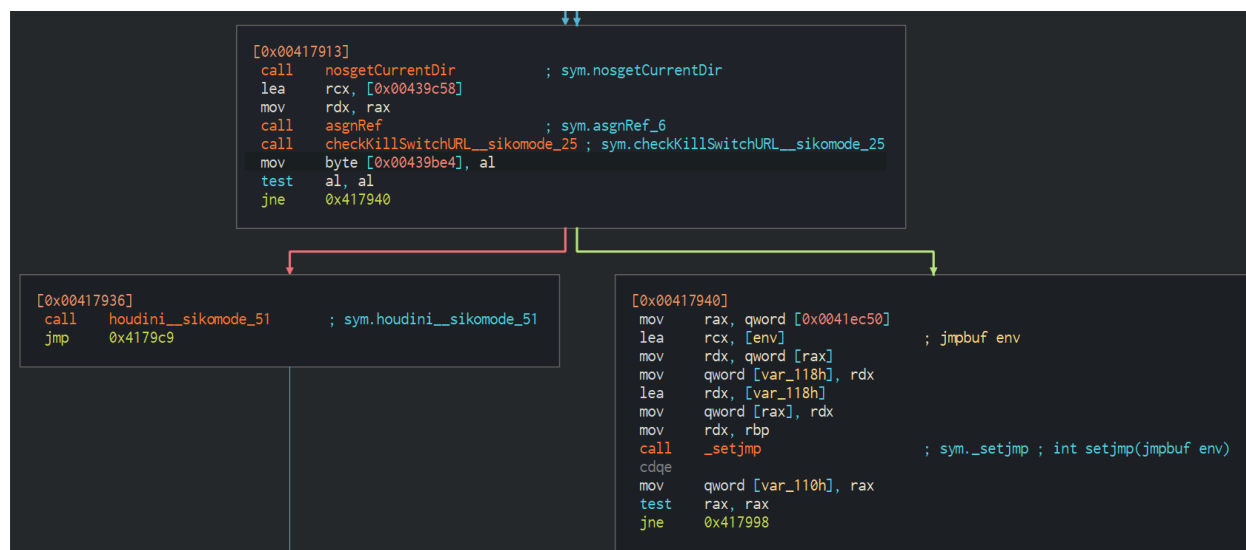 [0x00417913]
call nosgetCurrentDir ; sym.nosgetCurrentDir
lea rcx, [0x00439c58]
mov rdx, rax
call asgnRef ; sym.asgnRef_6
call checkKillSwitchURL__sikomode_25 ; sym.checkKillSwitchURL__sikomode_25
mov byte [0x00439be4], al
test al, al
jne 0x417940
[0x00417936]
call houdini__sikomode_51 ; sym.houdini__sikomode_51
jmp 0x4179c9
[0x00417940]
mov rax, qword [0x0041ec50]
lea rcx, [env] ; jmpbuf env
mov rdx, qword [rax]
mov qword [var_118h], rdx
lea rdx, [var_118h]
mov qword [rax], rdx
mov rdx, rbp
call _setjmp ; sym._setjmp ; int setjmp(jmpbuf env)
cdqe
mov qword [var_110h], rax
test rax, rax
jne 0x417998